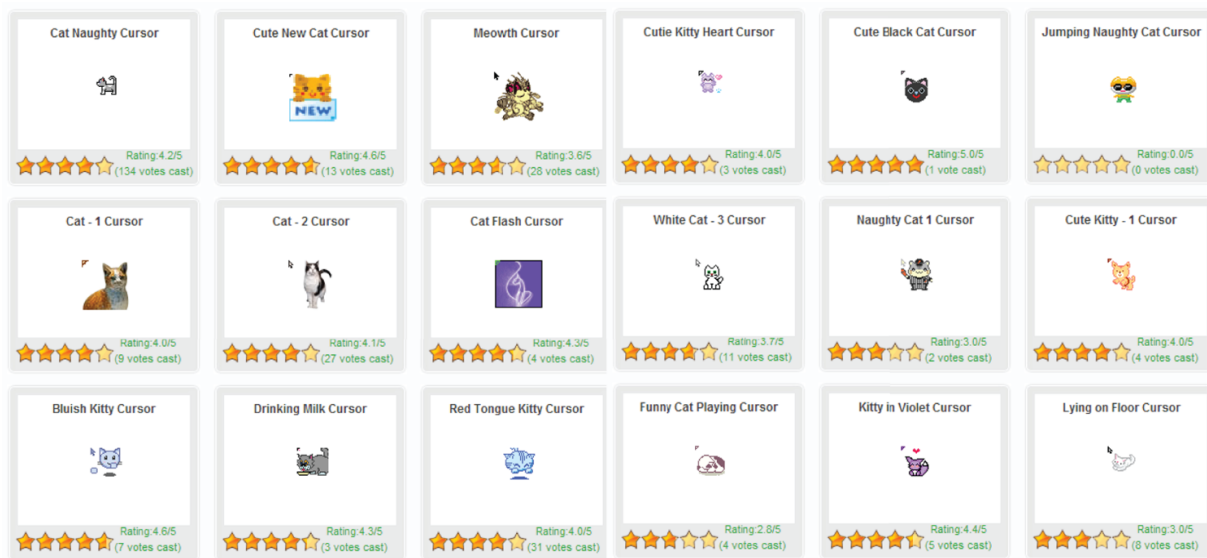 Cat Naughty Cursor
Rating:4.2/5
(134 votes cast)
Cute New Cat Cursor
NEW
Rating:4.6/5
(13 votes cast)
Meowth Cursor
Rating:3.6/5
(28 votes cast)
Cutie Kitty Heart Cursor
Rating:4.0/5
(3 votes cast)
Cute Black Cat Cursor
Rating:5.0/5
(1 vote cast)
Jumping Naughty Cat Cursor
Rating:0.0/5
(0 votes cast)
Cat - 1 Cursor
Rating:4.0/5
(9 votes cast)
Cat - 2 Cursor
Rating:4.1/5
(27 votes cast)
Cat Flash Cursor
Rating:4.3/5
(4 votes cast)
White Cat - 3 Cursor
Rating:3.7/5
(11 votes cast)
Naughty Cat 1 Cursor
Rating:3.0/5
(2 votes cast)
Cute Kitty - 1 Cursor
Rating:4.0/5
(4 votes cast)
Bluish Kitty Cursor
Rating:4.6/5
(7 votes cast)
Drinking Milk Cursor
Rating:4.3/5
(3 votes cast)
Red Tongue Kitty Cursor
Rating:4.0/5
(31 votes cast)
Funny Cat Playing Cursor
Rating:2.8/5
(4 votes cast)
Kitty in Violet Cursor
Rating:4.4/5
(5 votes cast)
Lying on Floor Cursor
Rating:3.0/5
(8 votes cast)